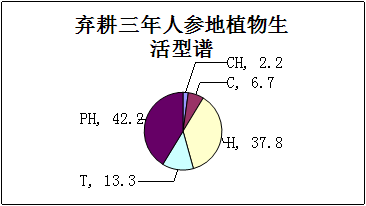 弃耕三年人参地植物生
活型谱
CH, 2.2
C, 6.7
PH, 42.2
H, 37.8
T, 13.3